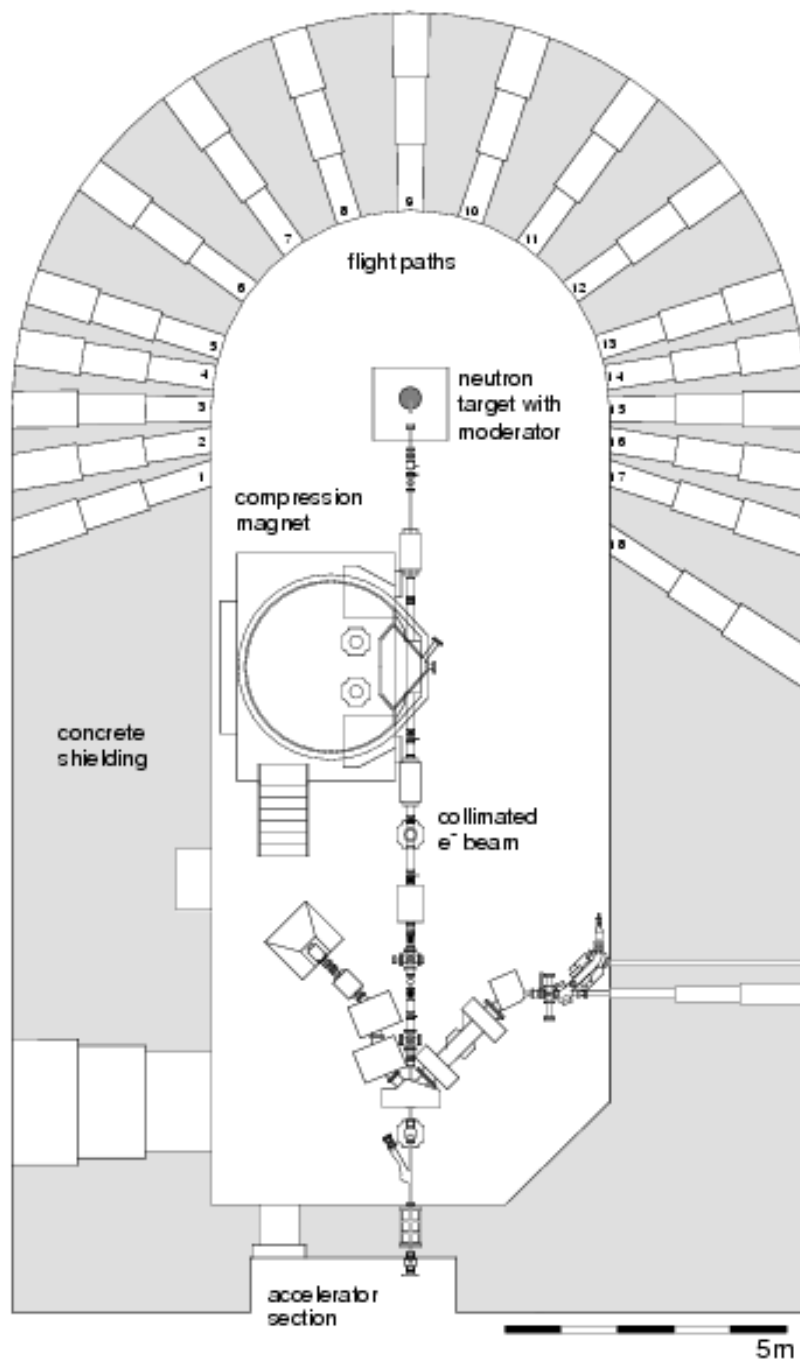 9
8
10
7
11
6
12
flight paths
5
13
4
14
3
15
2
16
1
17
18
neutron
target with
moderator
compression
magnet
concrete
shielding
collimated
e⁻ beam
accelerator
section
5m